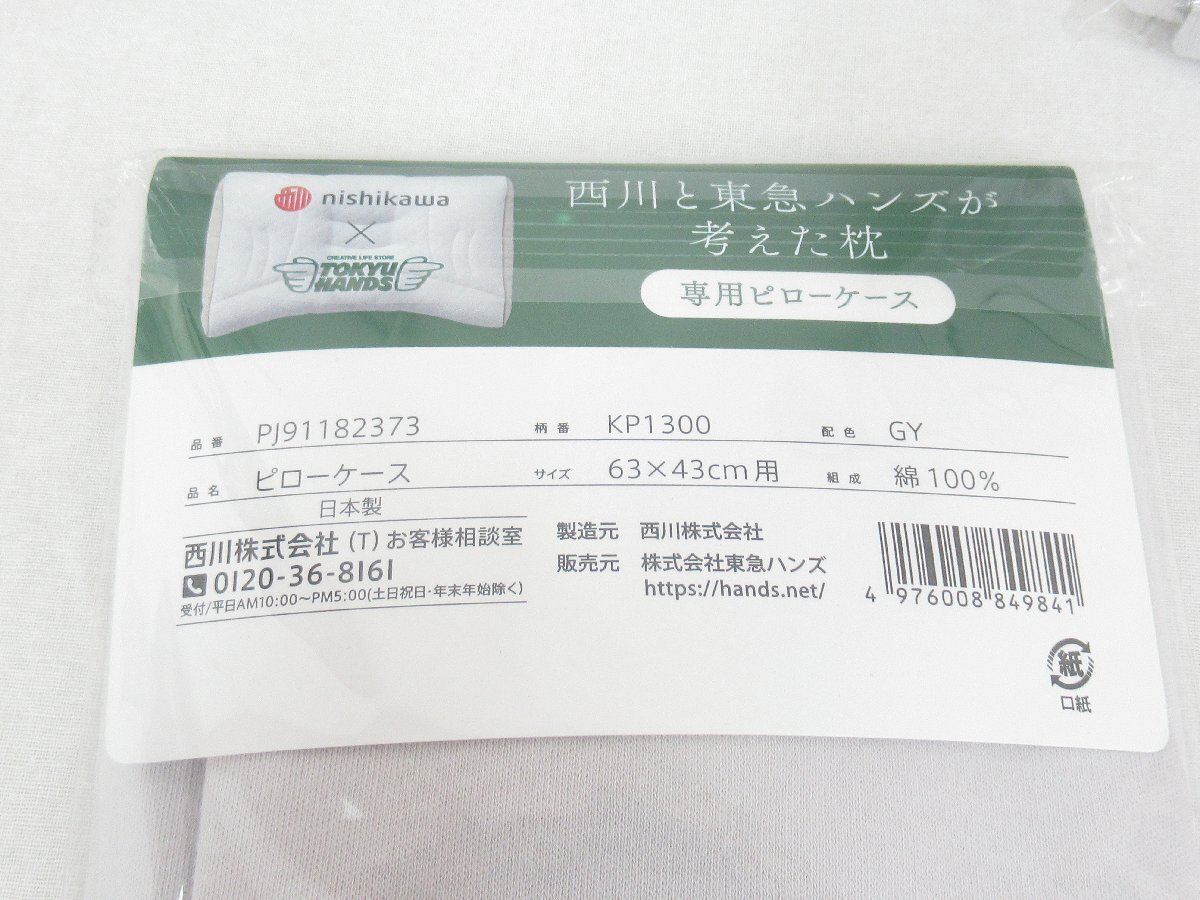 nishikawa
×
CREATIVE LIFE STORE
TOKYU
HANDS
西川と東急ハンズが
考えた枕
専用ピローケース
品番 PJ91182373 柄番 KP1300 配色 GY
品名 ピローケース サイズ 63×43cm用 組成 綿100%
日本製
西川株式会社(T)お客様相談室
0120-36-8161
受付/平日AM10:00〜PM5:00(土日祝日・年末年始除く)
製造元 西川株式会社
販売元 株式会社東急ハンズ
https://hands.net/
4 976008 849841
紙
口紙